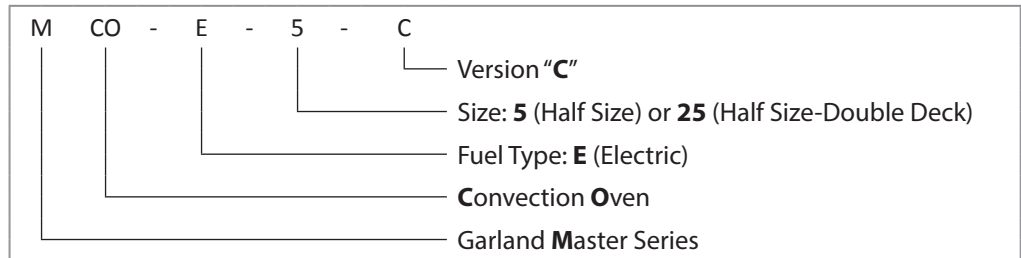 M CO - E - 5 - C
Version "C"
Size: 5 (Half Size) or 25 (Half Size-Double Deck)
Fuel Type: E (Electric)
Convection Oven
Garland Master Series